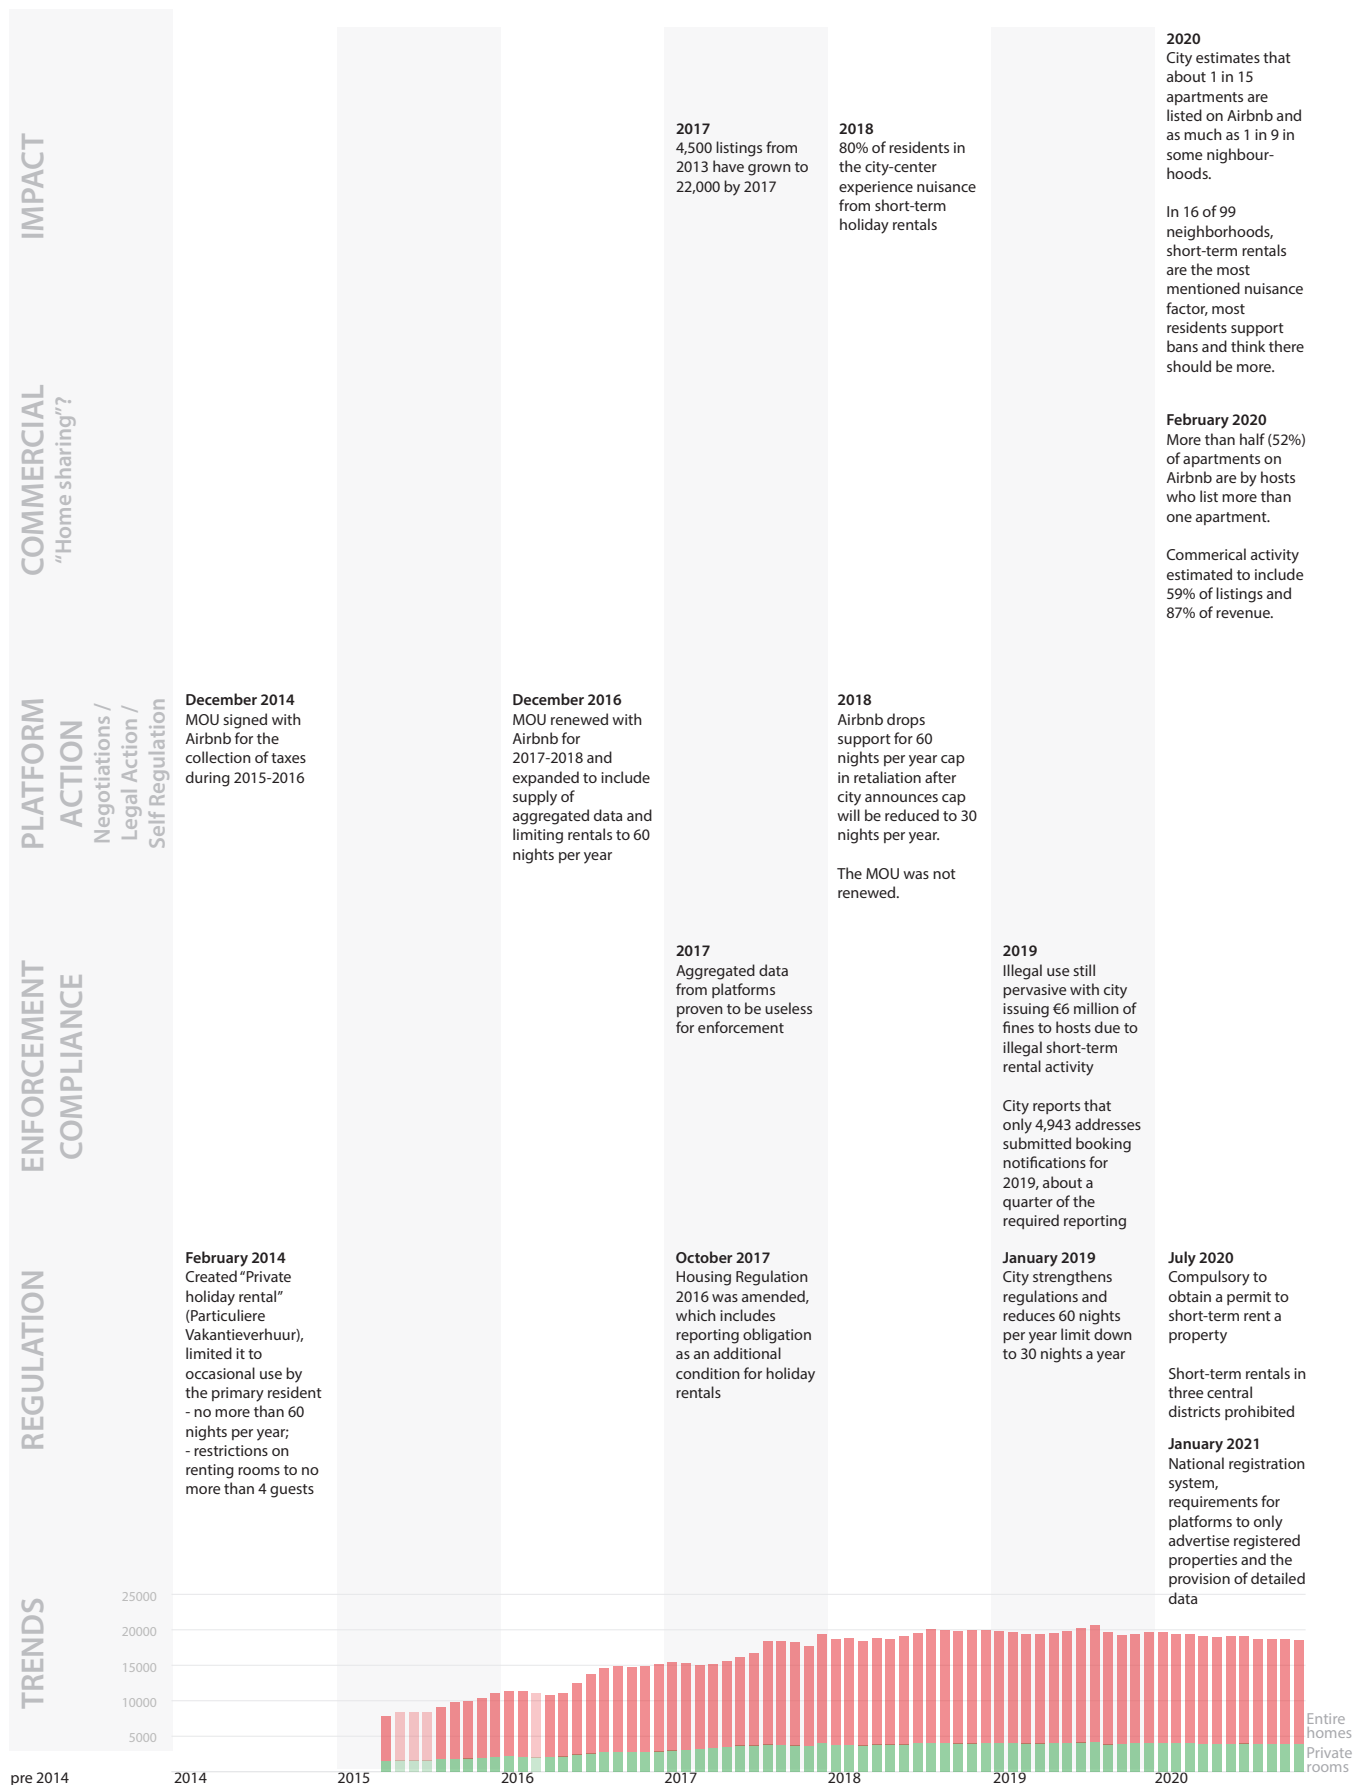 IMPACT
2017
4,500 listings from
2013 have grown to
22,000 by 2017
2018
80% of residents in
the city-center
experience nuisance
from short-term
holiday rentals
2020
City estimates that
about 1 in 15
apartments are
listed on Airbnb and
as much as 1 in 9 in
some nighbour-
hoods.
In 16 of 99
neighborhoods,
short-term rentals
are the most
mentioned nuisance
factor, most
residents support
bans and think there
should be more.
COMMERCIAL
“Home sharing”?
February 2020
More than half (52%)
of apartments on
Airbnb are by hosts
who list more than
one apartment.
Commerical activity
estimated to include
59% of listings and
87% of revenue.
PLATFORM
ACTION
Negotiations /
Legal Action /
Self Regulation
December 2014
MOU signed with
Airbnb for the
collection of taxes
during 2015-2016
December 2016
MOU renewed with
Airbnb for
2017-2018 and
expanded to include
supply of
aggregated data and
limiting rentals to 60
nights per year
2018
Airbnb drops
support for 60
nights per year cap
in retaliation after
city announces cap
will be reduced to 30
nights per year.
The MOU was not
renewed.
ENFORCEMENT
COMPLIANCE
2017
Aggregated data
from platforms
proven to be useless
for enforcement
2019
Illegal use still
pervasive with city
issuing €6 million of
fines to hosts due to
illegal short-term
rental activity
City reports that
only 4,943 addresses
submitted booking
notifications for
2019, about a
quarter of the
required reporting
REGULATION
February 2014
Created “Private
holiday rental”
(Particuliere
Vakantieverhuur),
limited it to
occasional use by
the primary resident
- no more than 60
nights per year;
- restrictions on
renting rooms to no
more than 4 guests
October 2017
Housing Regulation
2016 was amended,
which includes
reporting obligation
as an additional
condition for holiday
rentals
January 2019
City strengthens
regulations and
reduces 60 nights
per year limit down
to 30 nights a year
July 2020
Compulsory to
obtain a permit to
short-term rent a
property
Short-term rentals in
three central
districts prohibited
January 2021
National registration
system,
requirements for
platforms to only
advertise registered
properties and the
provision of detailed
data
TRENDS
25000
20000
15000
10000
5000
Entire
homes
Private
rooms
pre 2014
2014
2015
2016
2017
2018
2019
2020